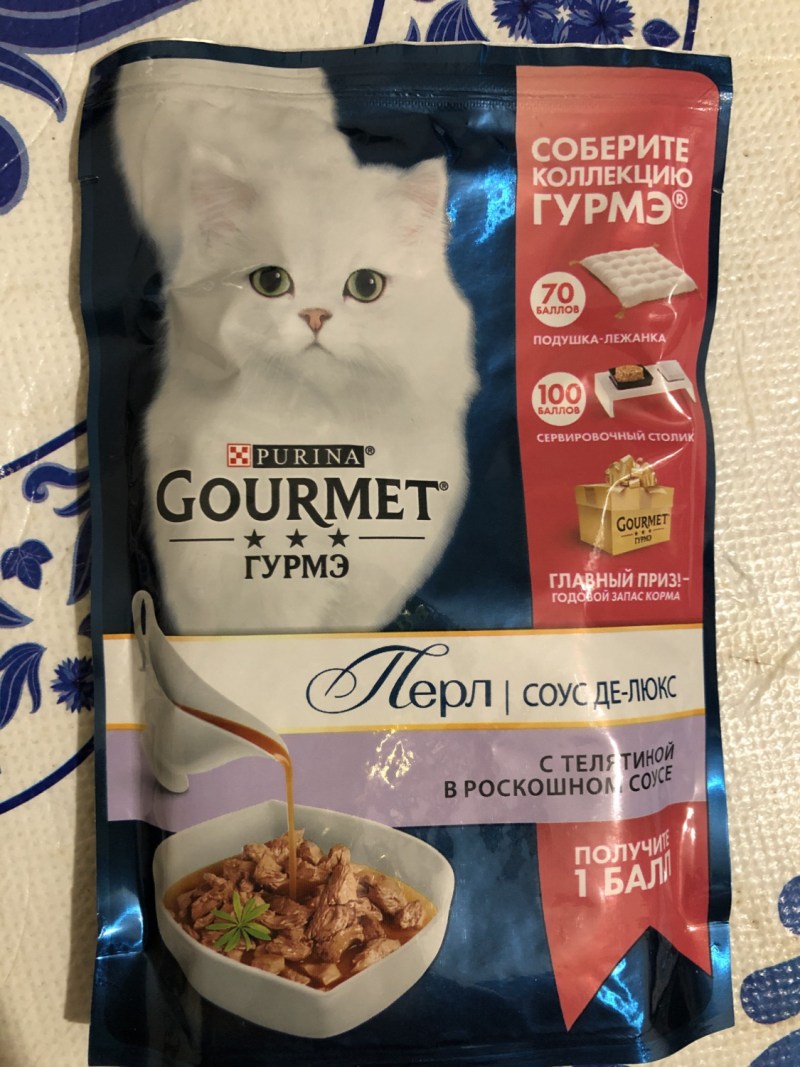 СОБЕРИТЕ
КОЛЛЕКЦИЮ
ГУРМЭ®
70
БАЛЛОВ
ПОДУШКА-ЛЕЖАНКА
100
БАЛЛОВ
СЕРВИРОВОЧНЫЙ СТОЛИК
GOURMET
ГУРМЭ
ГЛАВНЫЙ ПРИЗ!-
ГОДОВОЙ ЗАПАС КОРМА
PURINA®
GOURMET®
ГУРМЭ
Перл | СОУС ДЕ-ЛЮКС
С ТЕЛЯТИНОЙ
В РОСКОШНОМ СОУСЕ
ПОЛУЧИТЕ
1 БАЛЛ